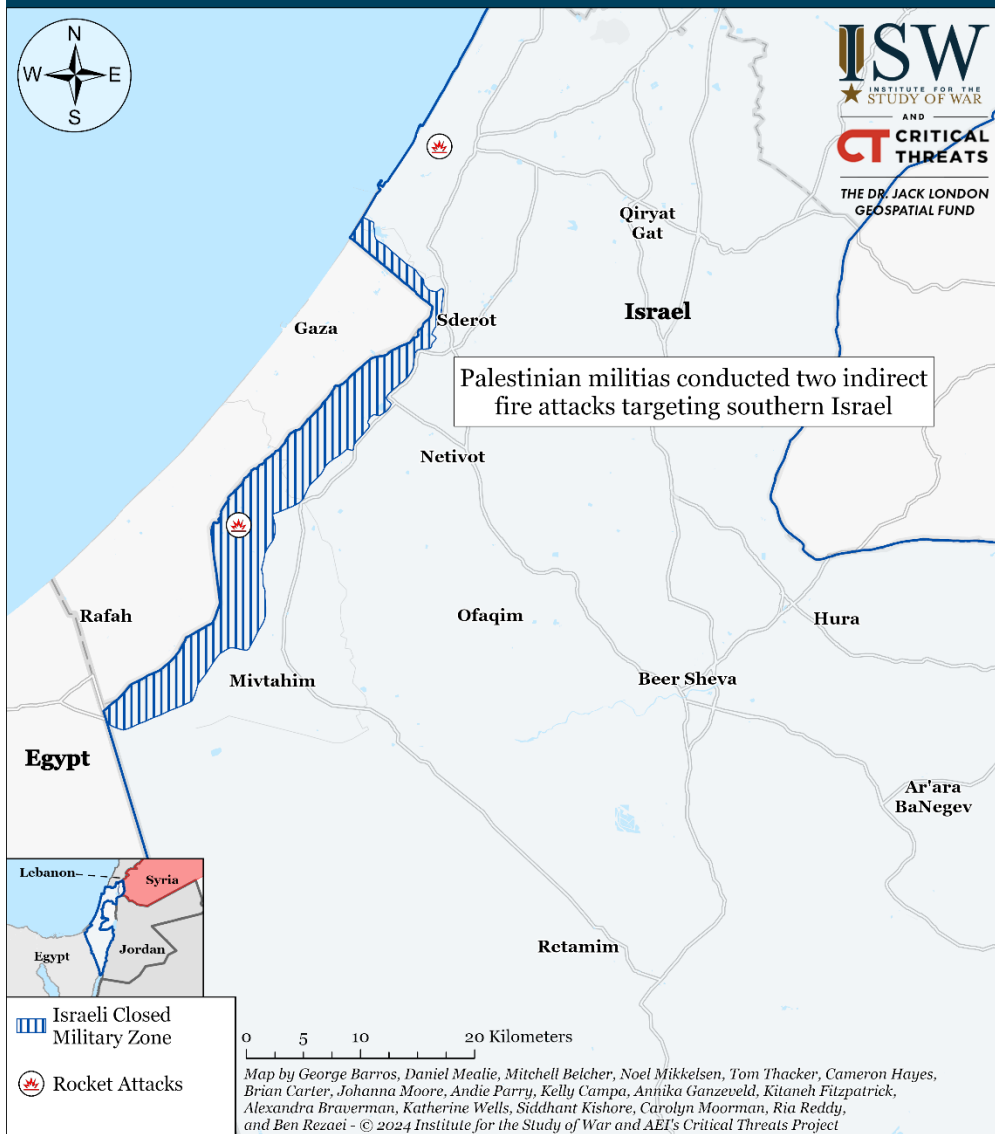 N
W
E
S
ISW
INSTITUTE FOR THE
STUDY OF WAR
AND
CT CRITICAL
THREATS
THE DR. JACK LONDON
GEOSPATIAL FUND
Qiryat
Gat
Israel
Gaza
Sderot
Palestinian militias conducted two indirect
fire attacks targeting southern Israel
Netivot
Rafah
Ofaqim
Hura
Mivtahim
Beer Sheva
Egypt
Ar'ara
BaNegev
Lebanon
Syria
Egypt
Jordan
Retamim
Israeli Closed
Military Zone
Rocket Attacks
0 5 10 20 Kilometers
Map by George Barros, Daniel Mealie, Mitchell Belcher, Noel Mikkelsen, Tom Thacker, Cameron Hayes,
Brian Carter, Johanna Moore, Andie Parry, Kelly Campa, Annika Ganzeveld, Kitaneh Fitzpatrick,
Alexandra Braverman, Katherine Wells, Siddhant Kishore, Carolyn Moorman, Ria Reddy,
and Ben Rezaei - © 2024 Institute for the Study of War and AEI's Critical Threats Project